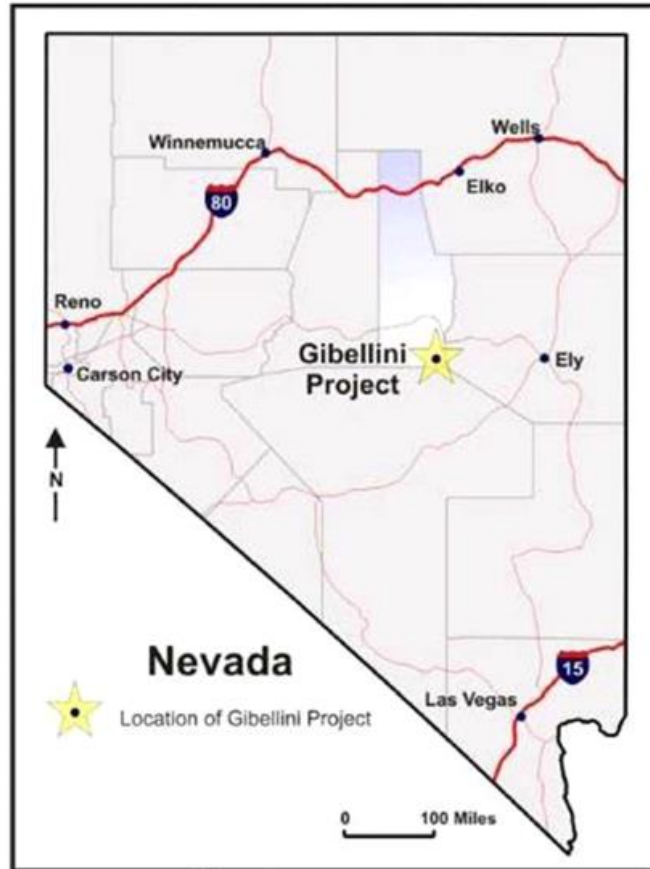 Winnemucca
Wells
Elko
80
Reno
Carson City
Gibellini
Project
Ely
N
Nevada
Location of Gibellini Project
15
Las Vegas
0 100 Miles